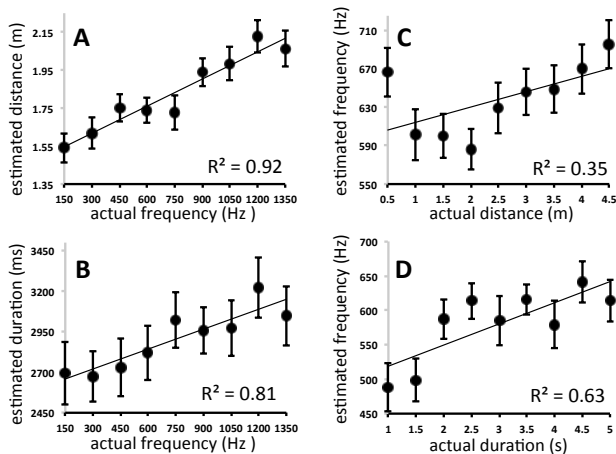 A
estimated distance (m)
2.15
1.95
1.75
1.55
1.35
R² = 0.92
150 300 450 600 750 900 1050 1200 1350
actual frequency (Hz )
C
estimated frequency (Hz)
710
670
630
590
550
R² = 0.35
0.5 1 1.5 2 2.5 3 3.5 4 4.5
actual distance (m)
B
estimated duration (ms)
3450
3200
2950
2700
2450
R² = 0.81
150 300 450 600 750 900 1050 1200 1350
actual frequency (Hz )
D
estimated frequency (Hz)
700
650
600
550
500
450
R² = 0.63
1 1.5 2 2.5 3 3.5 4 4.5 5
actual duration (s)